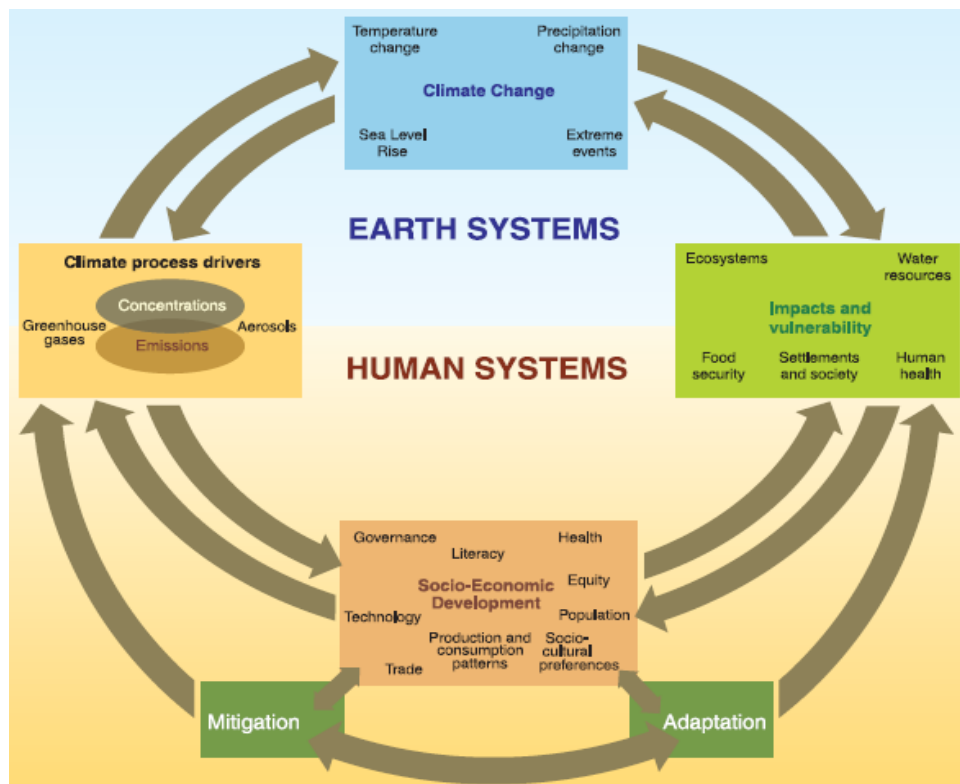 Temperature
change
Precipitation
change
Climate Change
Sea Level
Rise
Extreme
events
EARTH SYSTEMS
Climate process drivers
Concentrations
Greenhouse
gases
Aerosols
Emissions
Ecosystems
Water
resources
Impacts and
vulnerability
Food
security
Settlements
and society
Human
health
HUMAN SYSTEMS
Governance
Literacy
Health
Socio-Economic
Development
Equity
Technology
Population
Production and
consumption
patterns
Socio-
cultural
preferences
Trade
Mitigation
Adaptation